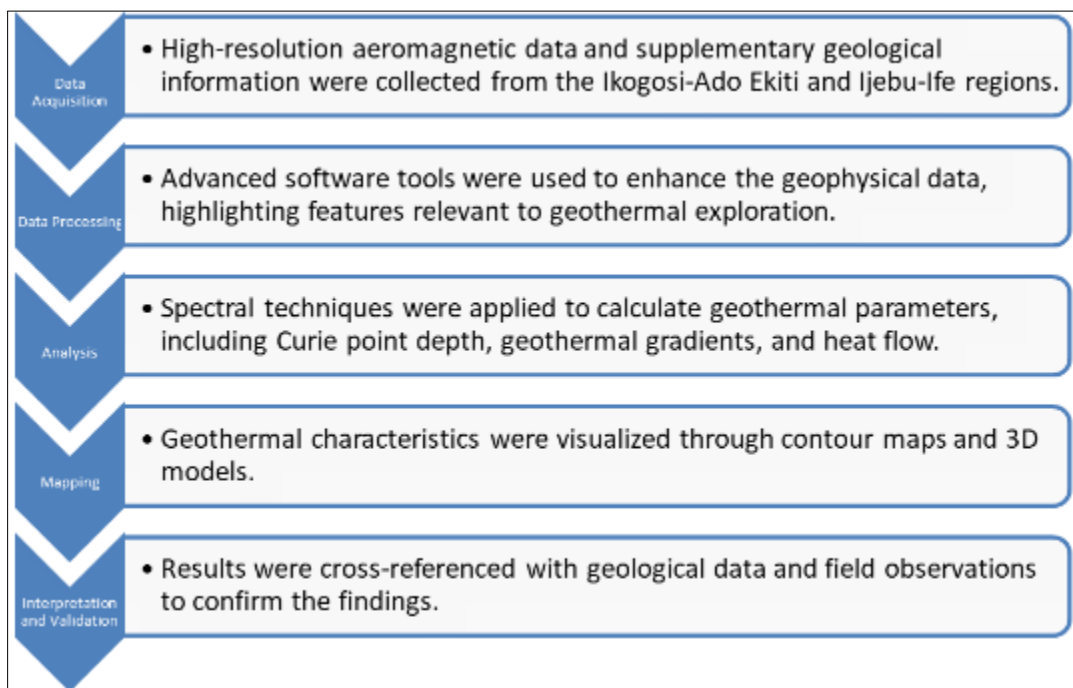 Data
Acquisition
• High-resolution aeromagnetic data and supplementary geological
information were collected from the Ikogosi-Ado Ekiti and Ijebu-Ife regions.
Data Processing
• Advanced software tools were used to enhance the geophysical data,
highlighting features relevant to geothermal exploration.
Analysis
• Spectral techniques were applied to calculate geothermal parameters,
including Curie point depth, geothermal gradients, and heat flow.
Mapping
• Geothermal characteristics were visualized through contour maps and 3D
models.
Interpretation
and Validation
• Results were cross-referenced with geological data and field observations
to confirm the findings.